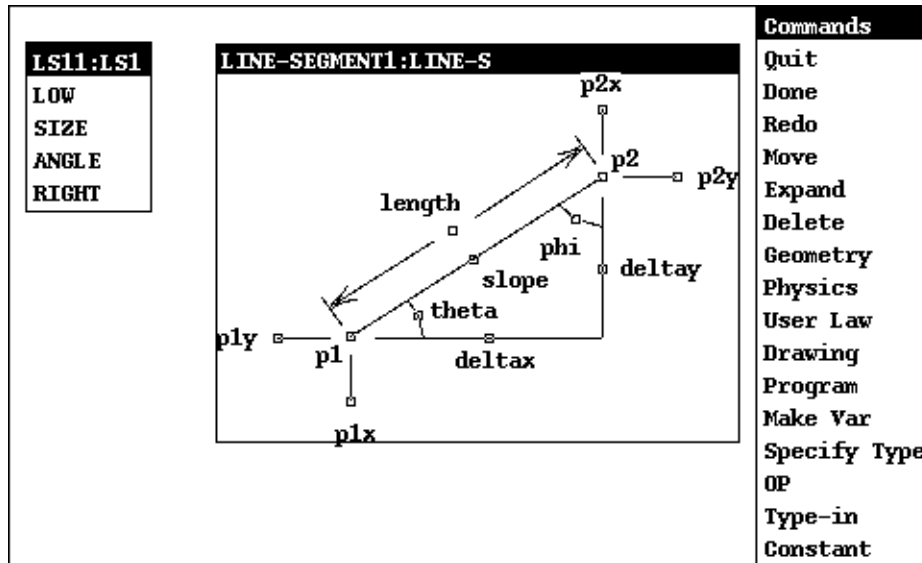 LS11:LS1
LOW
SIZE
ANGLE
RIGHT
LINE-SEGMENT1:LINE-S
p2x
p2
p2y
length
phi
deltay
slope
theta
p1y
p1
deltax
p1x
Commands
Quit
Done
Redo
Move
Expand
Delete
Geometry
Physics
User Law
Drawing
Program
Make Var
Specify Type
OP
Type-in
Constant